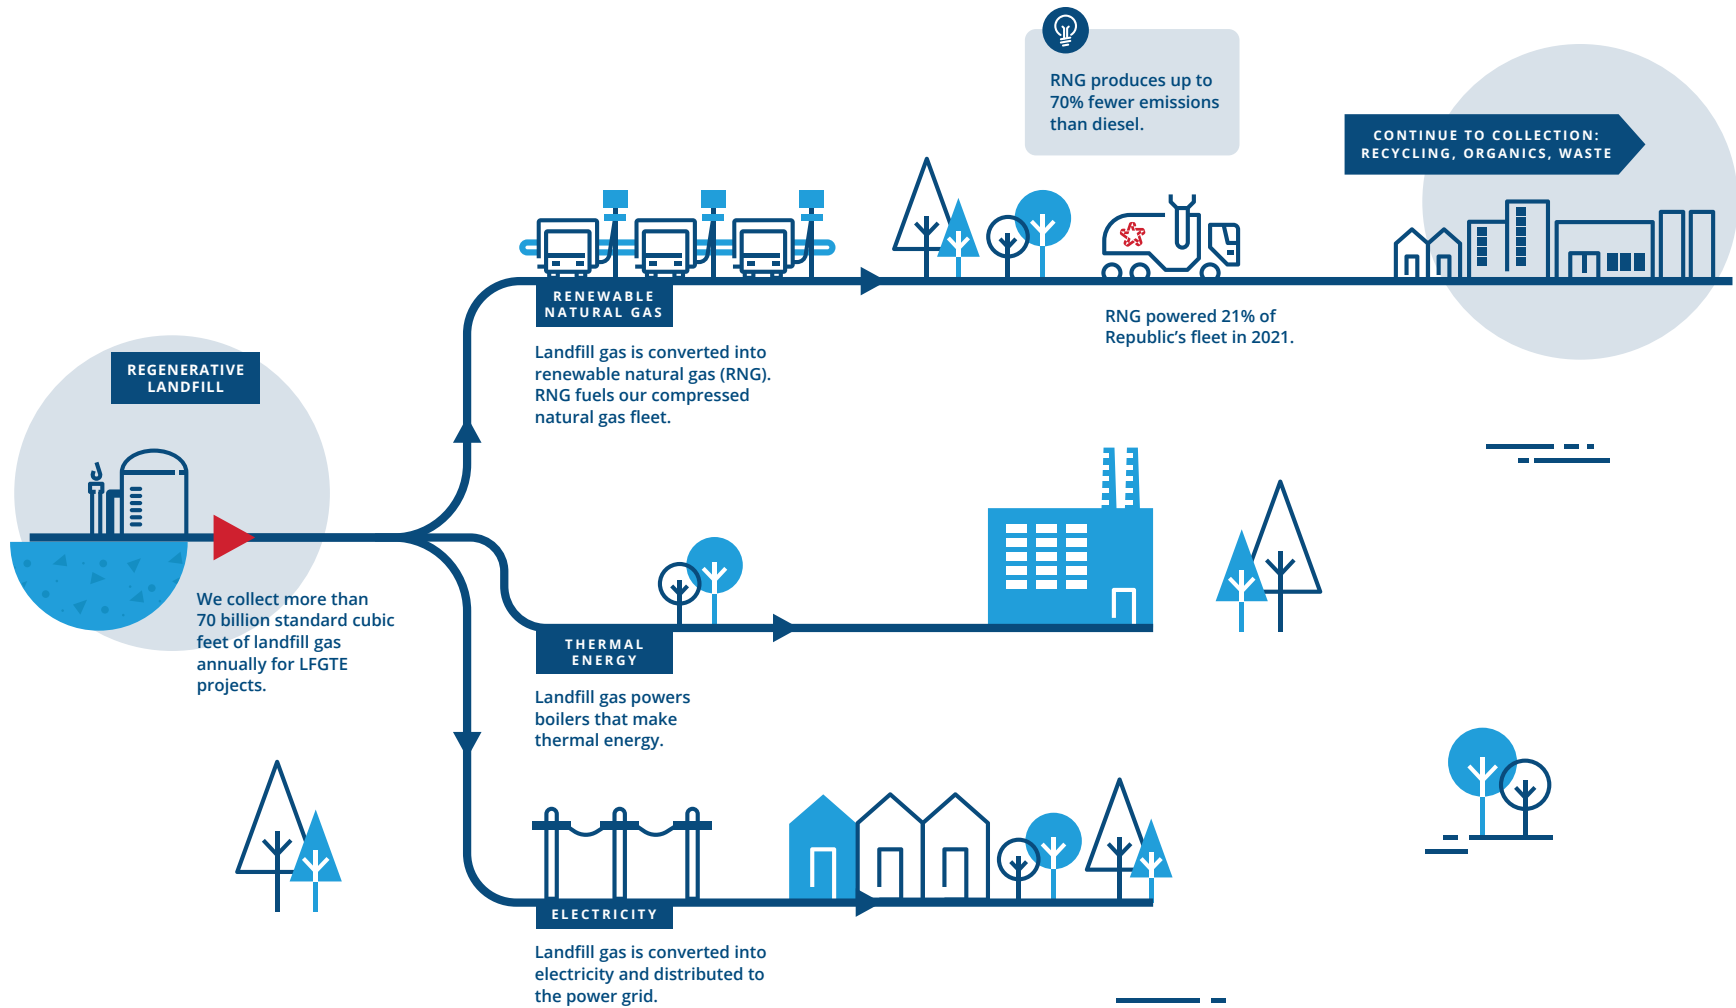 RNG produces up to
70% fewer emissions
than diesel.
CONTINUE TO COLLECTION:
RECYCLING, ORGANICS, WASTE
RENEWABLE
NATURAL GAS
Landfill gas is converted into
renewable natural gas (RNG).
RNG fuels our compressed
natural gas fleet.
RNG powered 21% of
Republic’s fleet in 2021.
REGENERATIVE
LANDFILL
We collect more than
70 billion standard cubic
feet of landfill gas
annually for LFGTE
projects.
THERMAL
ENERGY
Landfill gas powers
boilers that make
thermal energy.
ELECTRICITY
Landfill gas is converted into
electricity and distributed to
the power grid.